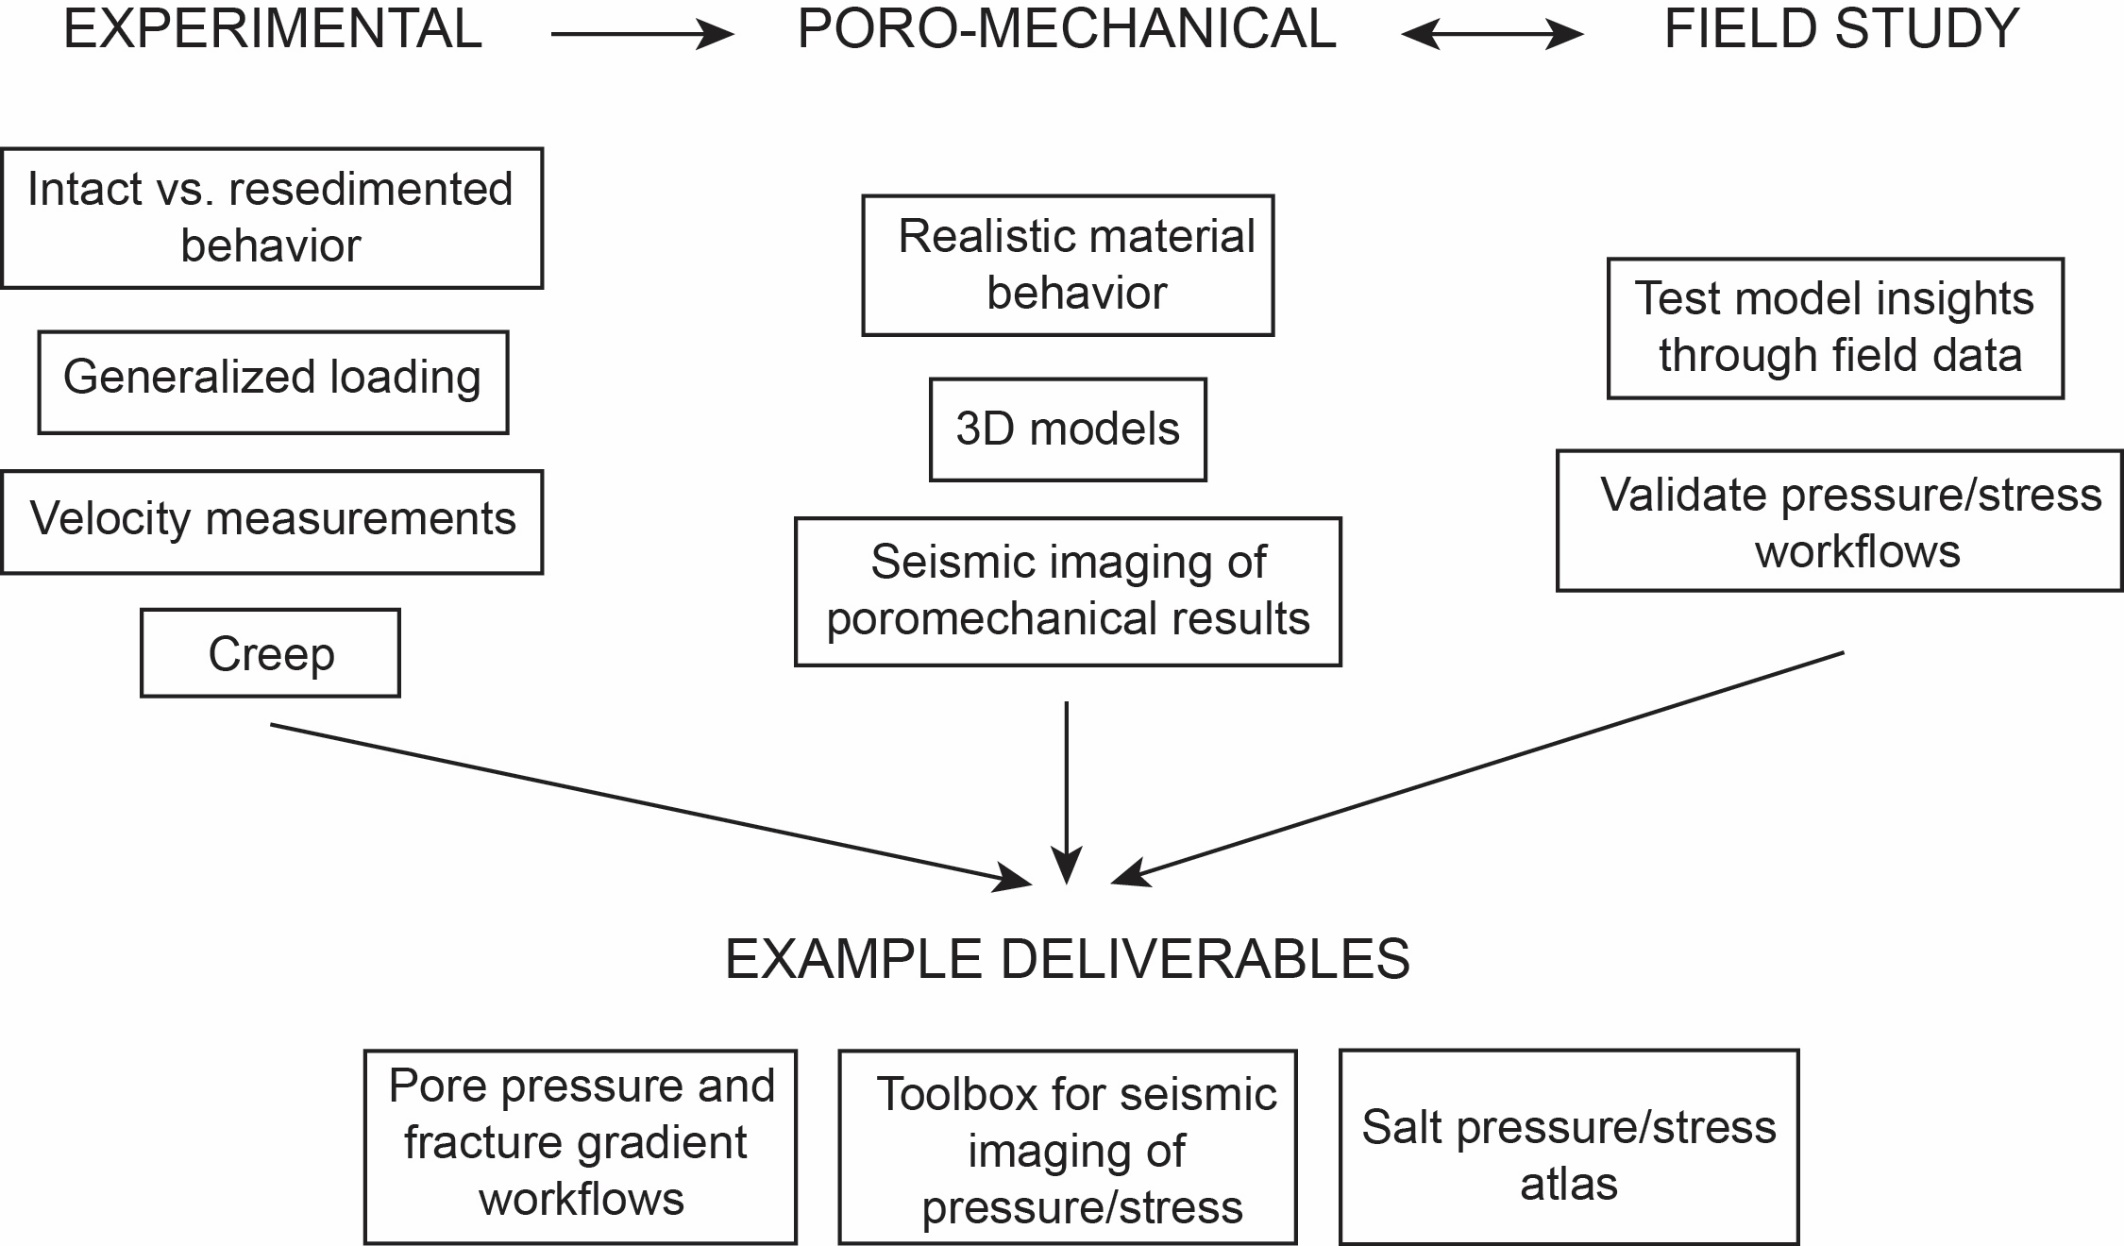 EXPERIMENTAL
PORO-MECHANICAL
FIELD STUDY
Intact vs. resedimented
behavior
Generalized loading
Velocity measurements
Creep
Realistic material
behavior
3D models
Seismic imaging of
poromechanical results
Test model insights
through field data
Validate pressure/stress
workflows
EXAMPLE DELIVERABLES
Pore pressure and
fracture gradient
workflows
Toolbox for seismic
imaging of
pressure/stress
Salt pressure/stress
atlas